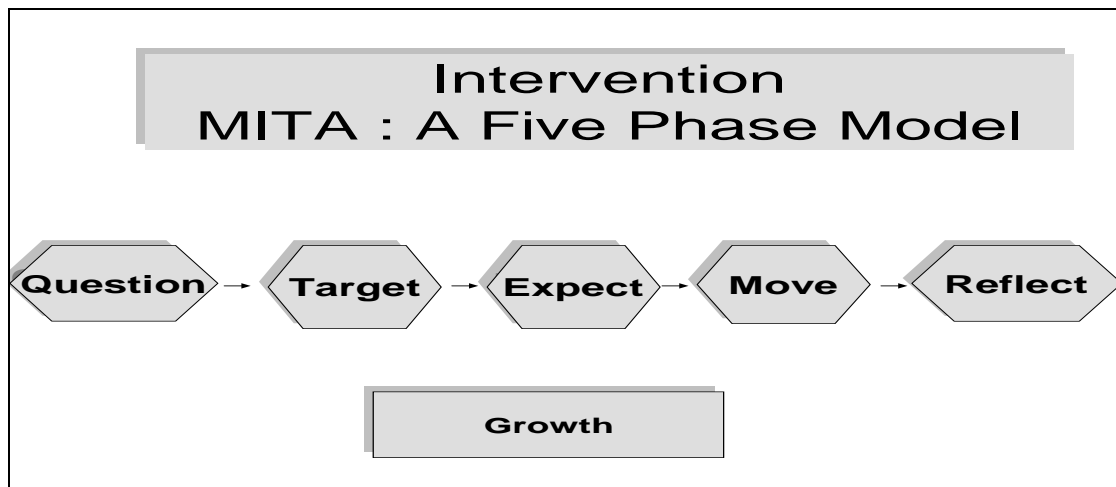 Intervention
MITA : A Five Phase Model
Question Target Expect Move Reflect
Growth